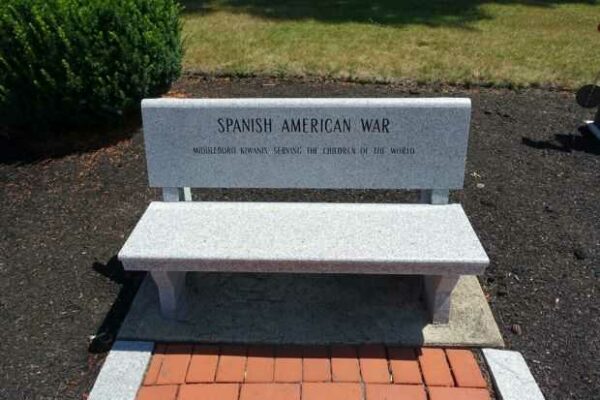 SPANISH AMERICAN WAR
MIDDLEBORO KIWANIS SERVING THE CHILDREN OF THE WORLD